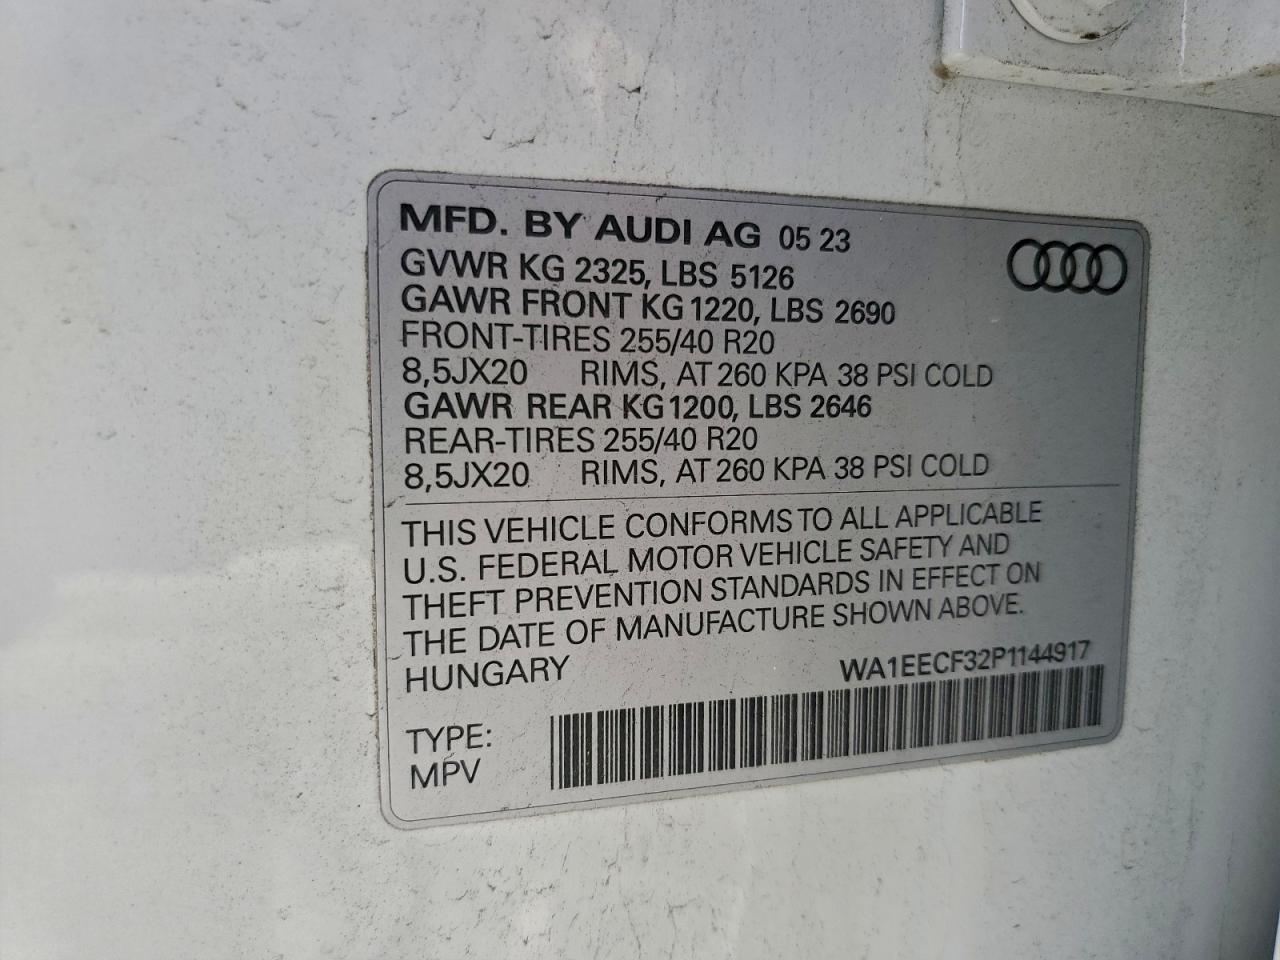 MFD. BY AUDI AG 05 23
GVWR KG 2325, LBS 5126
GAWR FRONT KG 1220, LBS 2690
FRONT-TIRES 255/40 R20
8,5JX20 RIMS, AT 260 KPA 38 PSI COLD
GAWR REAR KG 1200, LBS 2646
REAR-TIRES 255/40 R20
8,5JX20 RIMS, AT 260 KPA 38 PSI COLD
THIS VEHICLE CONFORMS TO ALL APPLICABLE
U.S. FEDERAL MOTOR VEHICLE SAFETY AND
THEFT PREVENTION STANDARDS IN EFFECT ON
THE DATE OF MANUFACTURE SHOWN ABOVE.
HUNGARY WA1EECF32P1144917
TYPE:
MPV